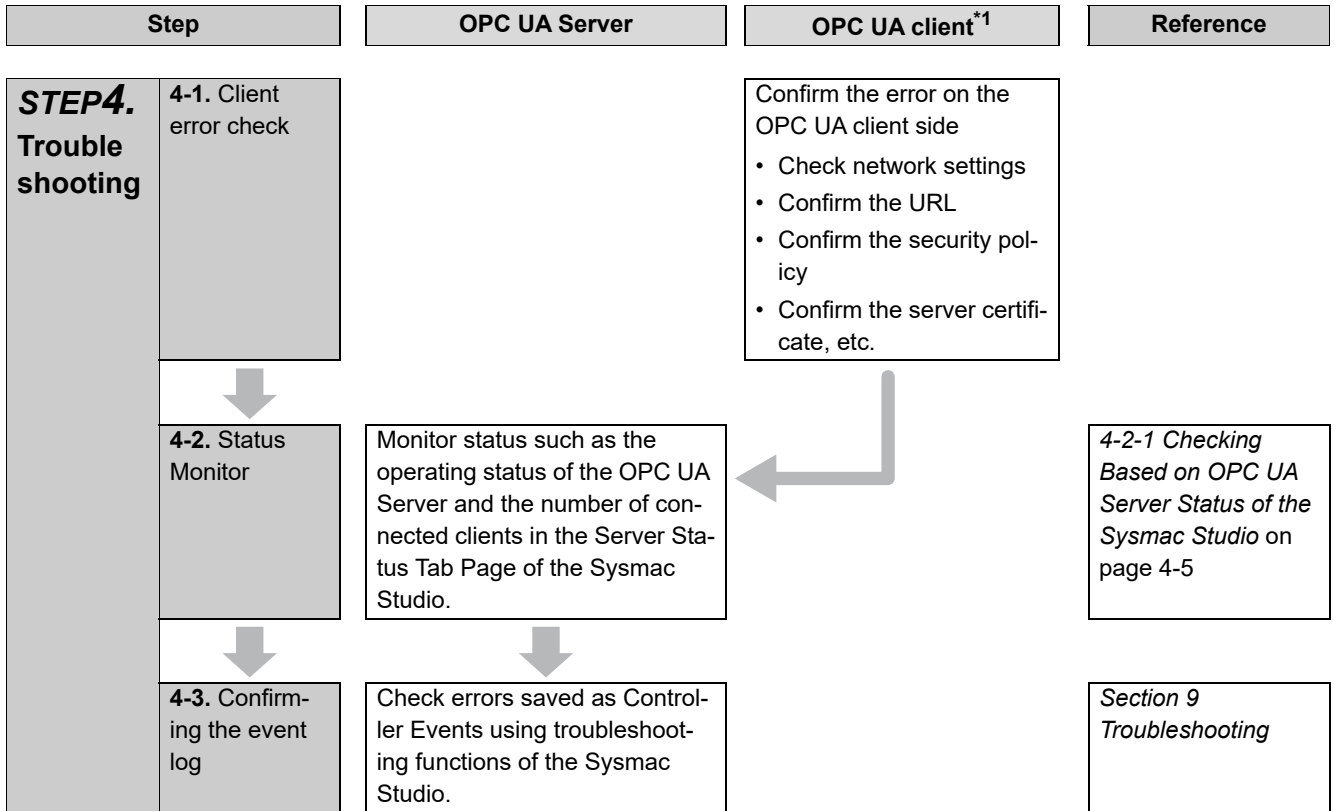 Step
OPC UA Server
OPC UA client*1
Reference
STEP4.
Trouble
shooting
4-1. Client
error check
Confirm the error on the
OPC UA client side
• Check network settings
• Confirm the URL
• Confirm the security pol-
icy
• Confirm the server certifi-
cate, etc.
4-2. Status
Monitor
Monitor status such as the
operating status of the OPC UA
Server and the number of con-
nected clients in the Server Sta-
tus Tab Page of the Sysmac
Studio.
4-2-1 Checking
Based on OPC UA
Server Status of the
Sysmac Studio on
page 4-5
4-3. Confirm-
ing the event
log
Check errors saved as Control-
ler Events using troubleshoot-
ing functions of the Sysmac
Studio.
Section 9
Troubleshooting